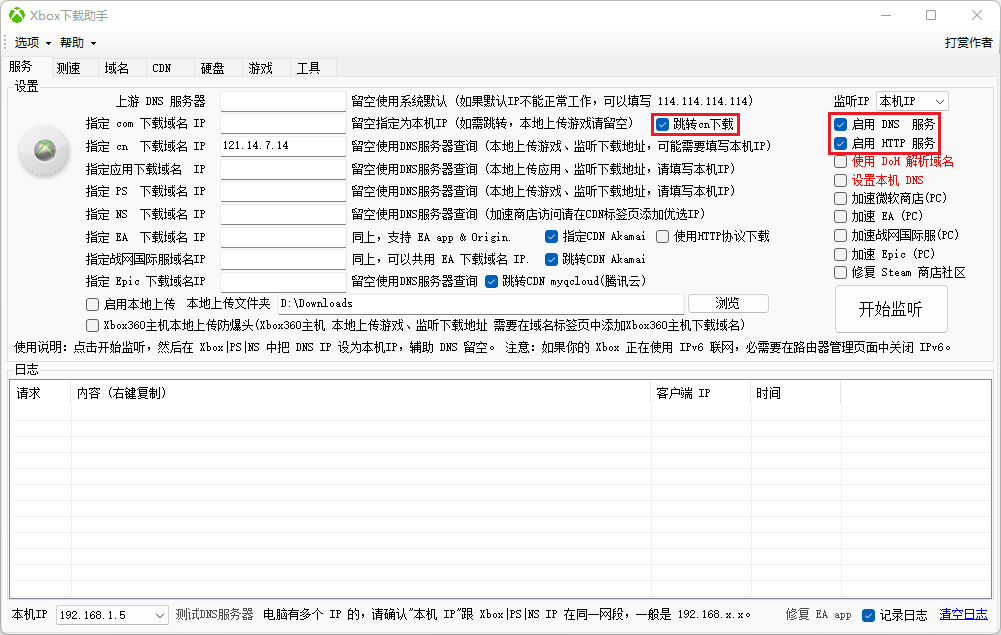 Xbox下载助手
选项 帮助 打赏作者
服务 测速 域名 CDN 硬盘 游戏 工具
设置
上游 DNS 服务器 留空使用系统默认 (如果默认IP不能正常工作，可以填写 114.114.114.114) 监听IP 本机IP
指定 com 下载域名 IP 留空指定为本机IP (如需跳转，本地上传游戏请留空) 跳转cn下载 启用 DNS 服务
指定 cn 下载域名 IP 121.14.7.14 留空使用DNS服务器查询 (本地上传游戏、监听下载地址，可能需要填写本机IP) 启用 HTTP 服务
使用 DoH 解析域名
指定应用下载域名 IP 留空使用DNS服务器查询 (本地上传应用、监听下载地址，请填写本机IP)
设置本机 DNS
指定 PS 下载域名 IP 留空使用DNS服务器查询 (本地上传游戏、监听下载地址，请填写本机IP)
加速微软商店(PC)
指定 NS 下载域名 IP 留空使用DNS服务器查询 (加速商店访问请在CDN标签页添加优选IP) 加速 EA (PC)
指定 EA 下载域名 IP 同上，支持 EA app & Origin. 指定CDN Akamai 使用HTTP协议下载 加速战网国际服(PC)
指定战网国际服域名IP 同上，可以共用 EA 下载域名 IP. 跳转CDN Akamai 加速 Epic (PC)
修复 Steam 商店社区
指定 Epic 下载域名 IP 留空使用DNS服务器查询 跳转CDN myqcloud(腾讯云)
启用本地上传 本地上传文件夹 D:\Downloads 浏览 开始监听
Xbox360主机本地上传防爆头(Xbox360主机 本地上传游戏、监听下载地址 需要在域名标签页中添加Xbox360主机域名)
使用说明：点击开始监听，然后在 Xbox|PS|NS 中把 DNS IP 设为本机IP，辅助 DNS 留空。 注意：如果你的 Xbox 正在使用 IPv6 联网，必需要在路由器管理页面中关闭 IPv6。
日志
请求 内容 (右键复制) 客户端 IP 时间
本机IP 192.168.1.5 测试DNS服务器 电脑有多个 IP 的，请确认"本机 IP"跟 Xbox|PS|NS IP 在同一网段，一般是 192.168.x.x。 修复 EA app 记录日志 清空日志